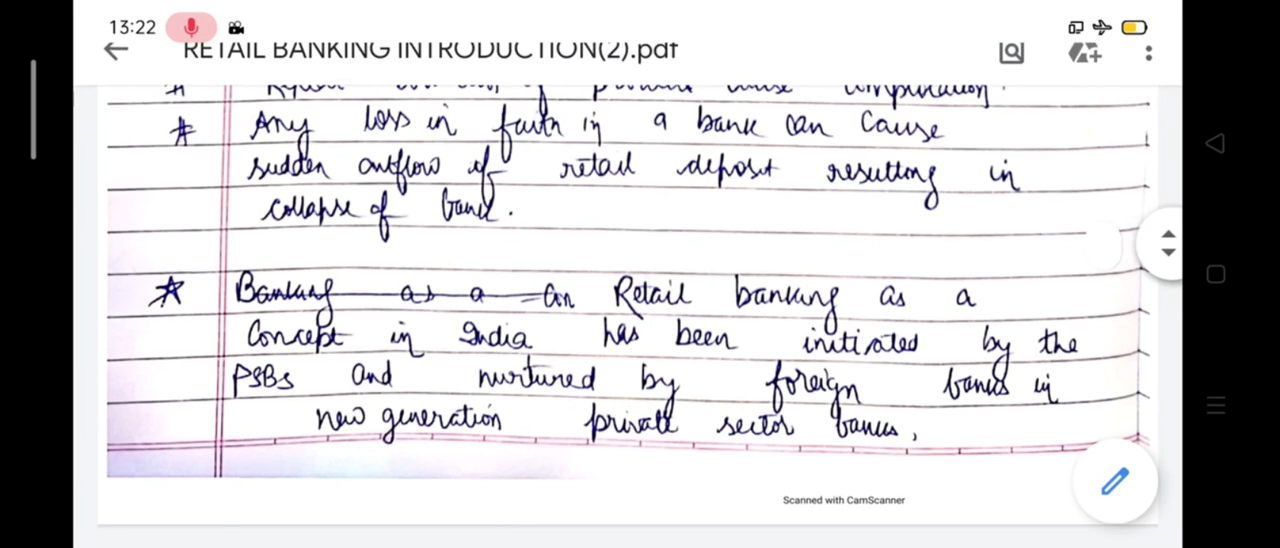 13:22
RETAIL BANKING INTRODUCTION(2).pdf
Any loss in faith in a bank can cause
sudden outflow of retail deposit resulting in
collapse of bank.
Banking as a an Retail banking as a
Concept in India has been initiated by the
PSBs and nurtured by foreign banks in
new generation private sector banks,
Scanned with CamScanner